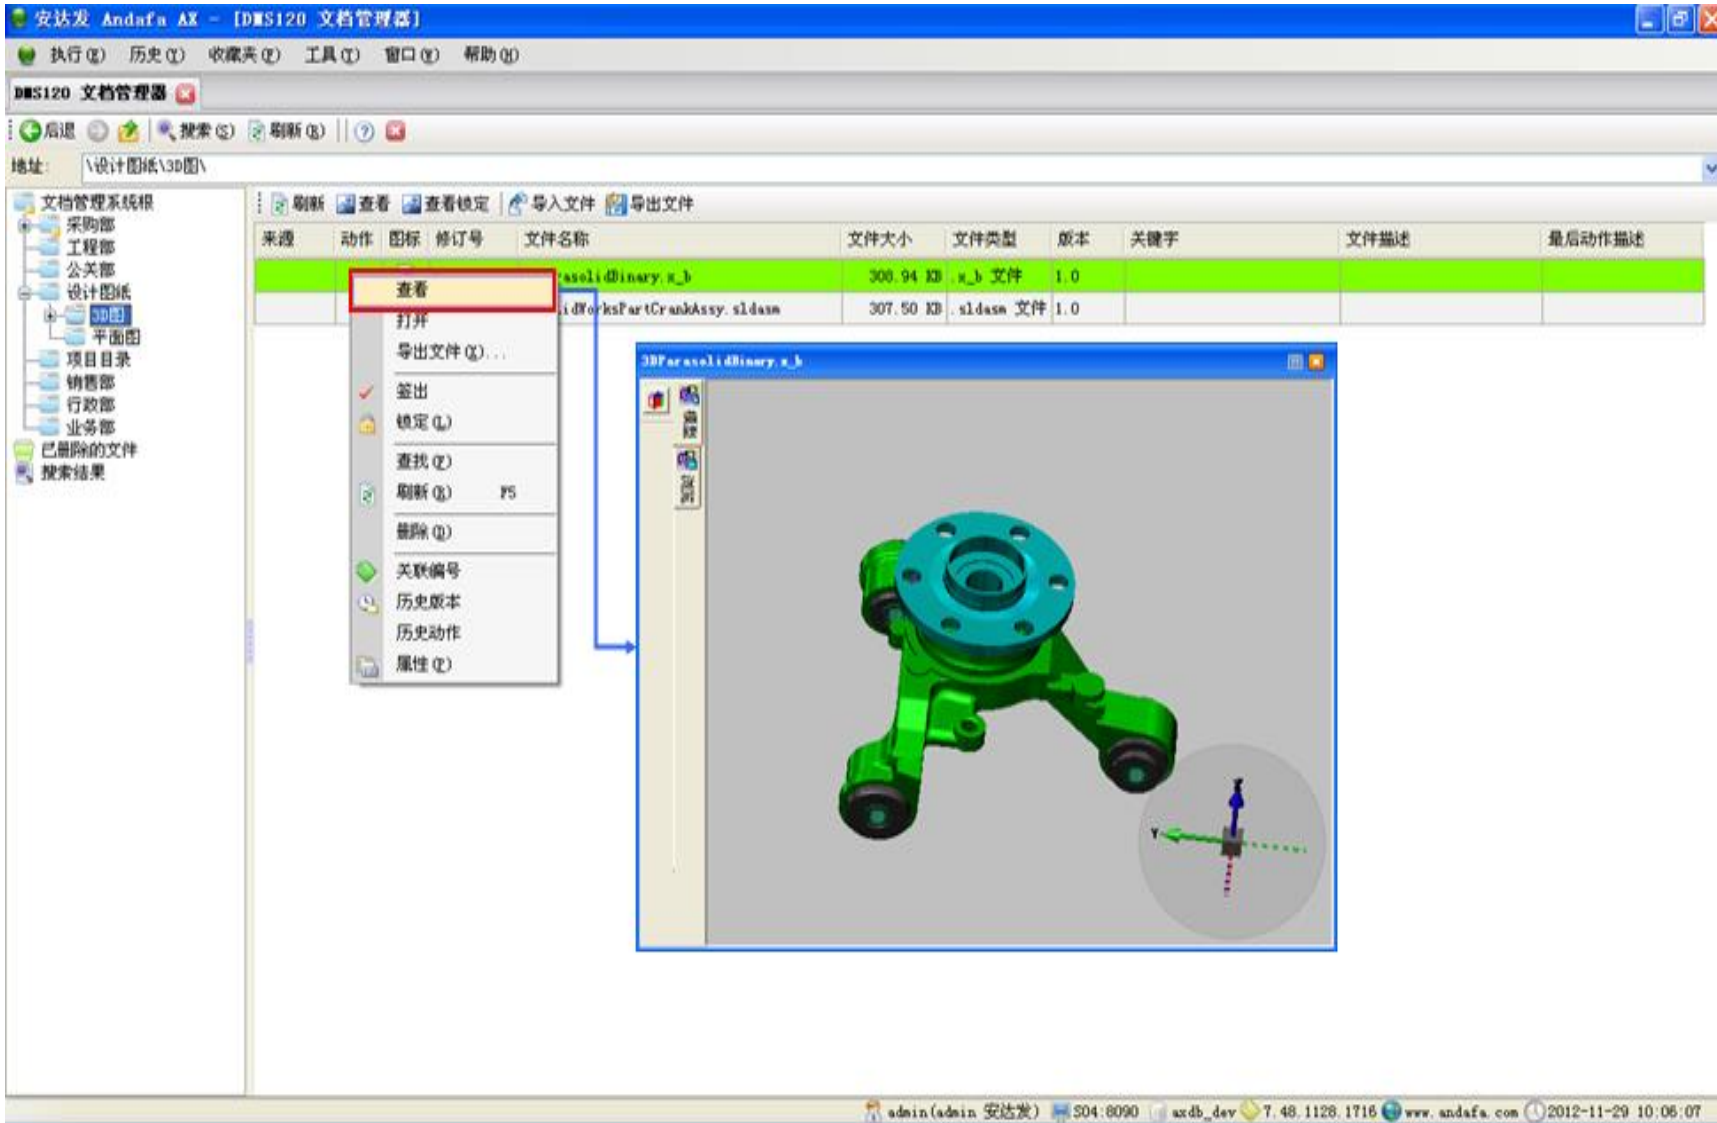 安达发 Andafa AX - [DMS120 文档管理器]
执行(E) 历史(Y) 收藏夹(F) 工具(T) 窗口(W) 帮助(H)
DMS120 文档管理器
后退 搜索(S) 刷新(R)
地址: \设计图纸\3D图\
文档管理系统根
采购部
工程部
公关部
设计图纸
3D图
平面图
项目目录
销售部
行政部
业务部
已删除的文件
搜索结果
刷新 查看 查看锁定 导入文件 导出文件
来源 动作 图标 修订号 文件名称 文件大小 文件类型 版本 关键字 文件描述 最后动作描述
rasolidBinary.x_b 308.94 KB .x_b 文件 1.0
idWorksPartCrankAssy.sldasm 307.50 KB .sldasm 文件 1.0
查看
打开
导出文件(X)...
签出
锁定(L)
查找(F)
刷新(R) F5
删除(D)
关联编号
历史版本
历史动作
属性(P)
3DParasolidBinary.x_b
Y
admin(admin 安达发) S04:8090 axdb_dev 7.48.1128.1716 www.andafa.com 2012-11-29 10:06:07